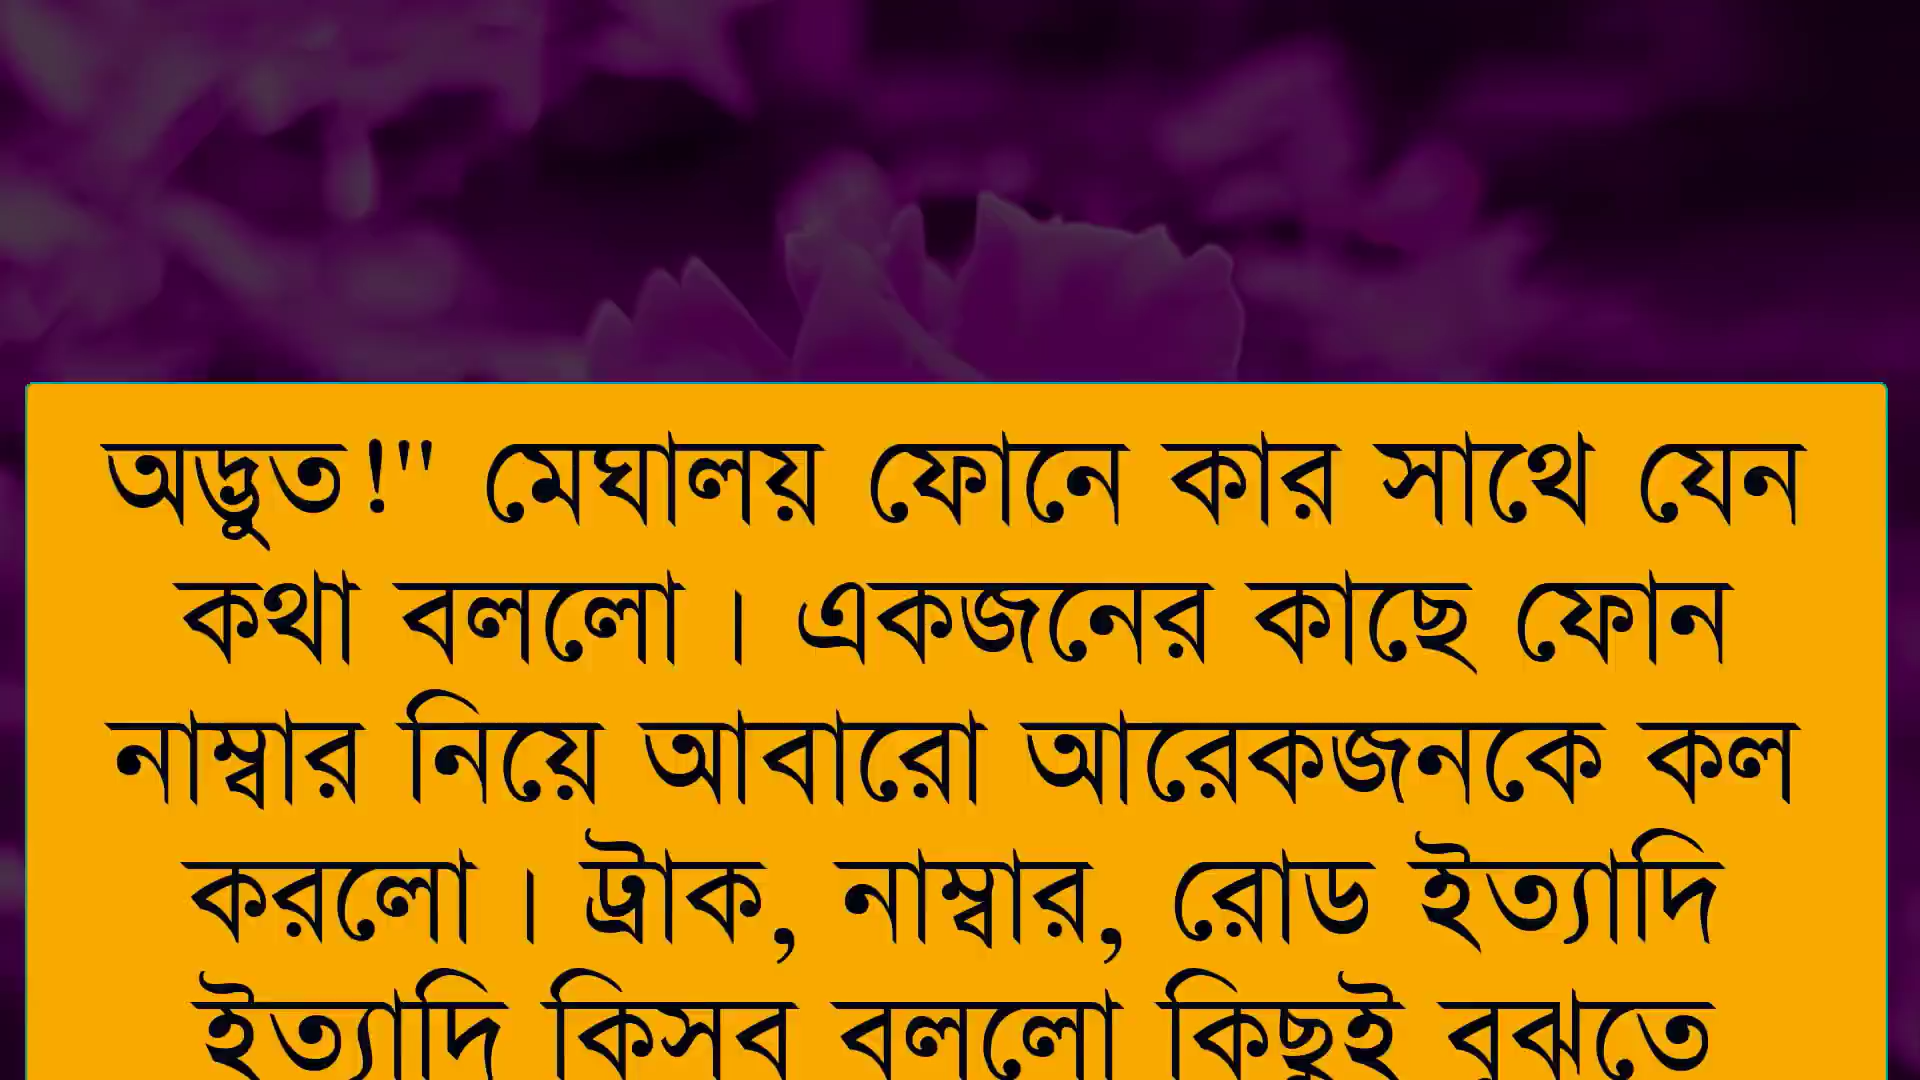 অদ্ভুত!" মেঘালয় ফোনে কার সাথে যেন
কথা বললো। একজনের কাছে ফোন
নাম্বার নিয়ে আবারো আরেকজনকে কল
করলো। ট্রাক, নাম্বার, রোড ইত্যাদি
ইত্যাদি কিসব বললো কিছুই বুঝতে